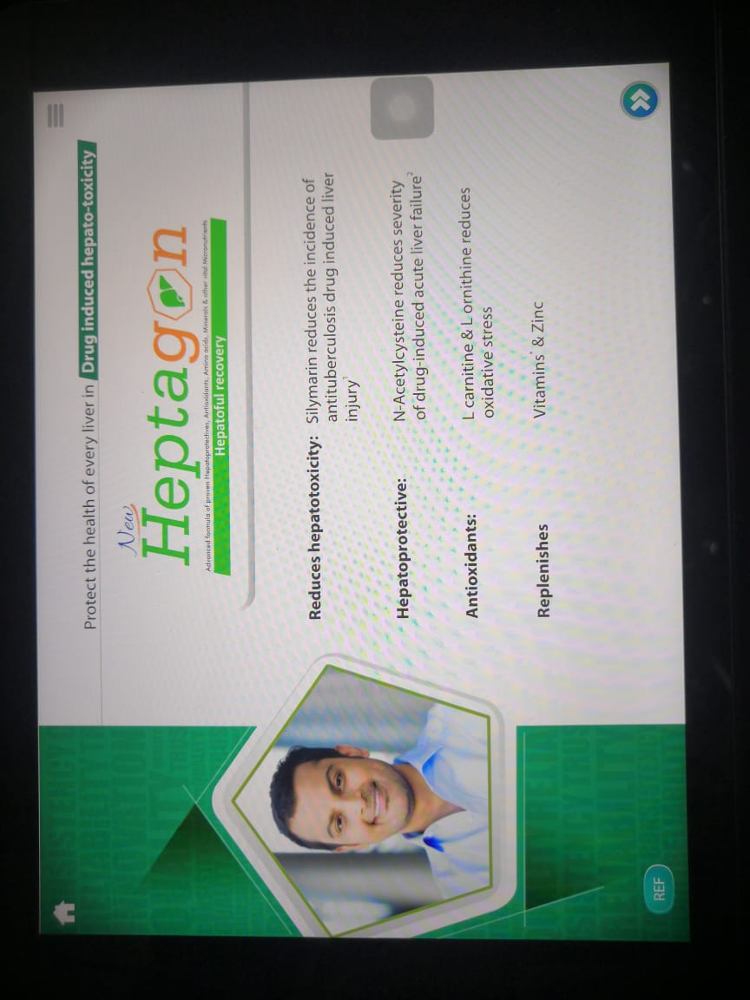 Protect the health of every liver in Drug induced hepato-toxicity
New
Heptagon
Advanced formula of proven Hepatoprotectives, Antioxidants, Amino acids, Minerals & other vital Micronutrients
Hepatoful recovery
Reduces hepatotoxicity: Silymarin reduces the incidence of
antituberculosis drug induced liver
injury¹
Hepatoprotective: N-Acetylcysteine reduces severity
of drug-induced acute liver failure²
Antioxidants: L carnitine & L ornithine reduces
oxidative stress
Replenishes Vitamins* & Zinc
REF